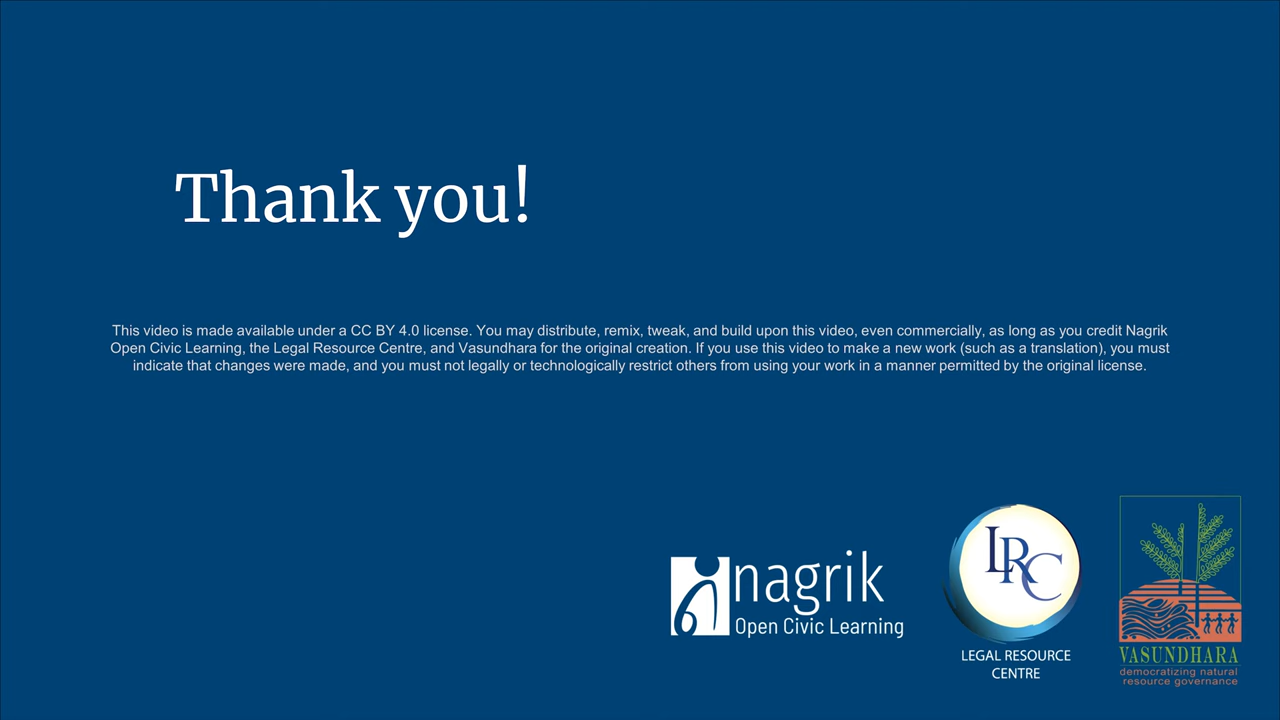 Thank you!
This video is made available under a CC BY 4.0 license. You may distribute, remix, tweak, and build upon this video, even commercially, as long as you credit Nagrik
Open Civic Learning, the Legal Resource Centre, and Vasundhara for the original creation. If you use this video to make a new work (such as a translation), you must
indicate that changes were made, and you must not legally or technologically restrict others from using your work in a manner permitted by the original license.
nagrik
Open Civic Learning
LRC
LEGAL RESOURCE
CENTRE
VASUNDHARA
democratizing natural
resource governance